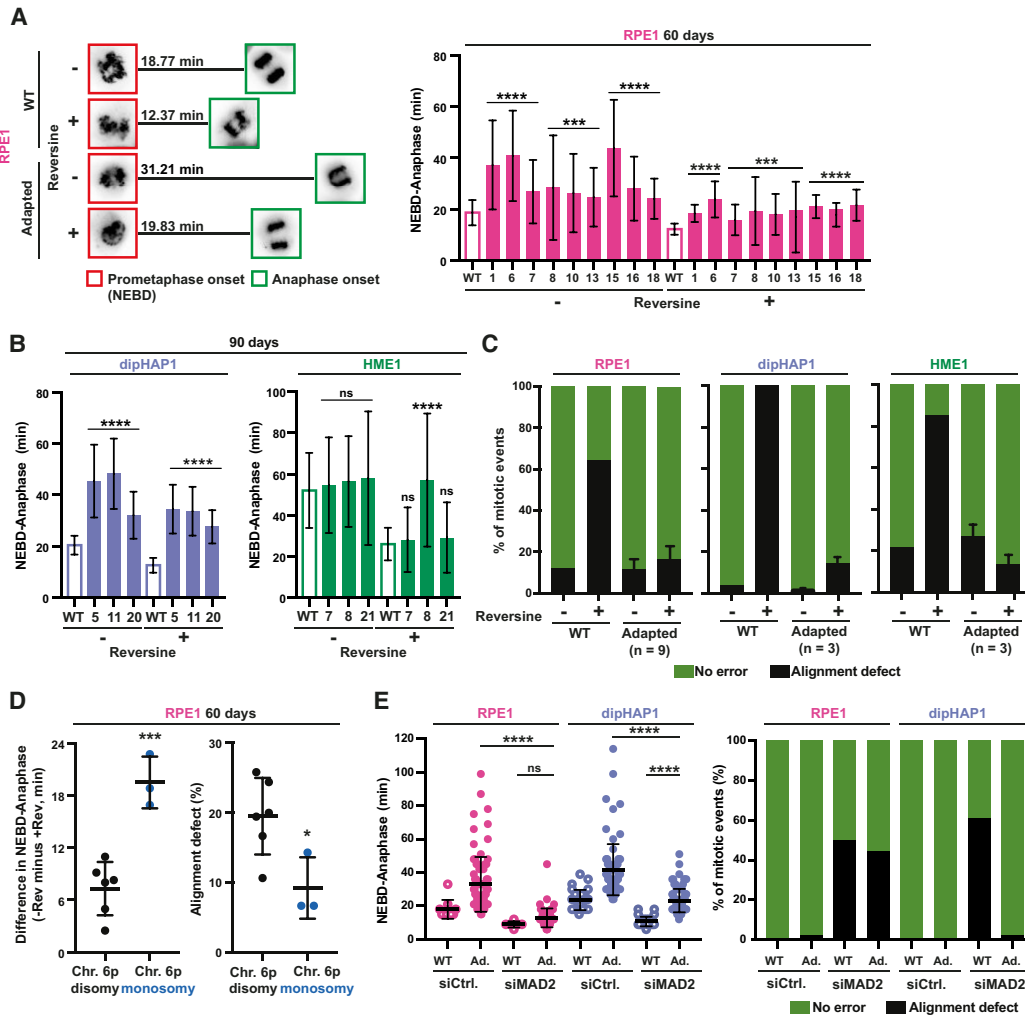 A
RPE1
WT
Adapted
Reversine
-
18.77 min
+
12.37 min
-
31.21 min
+
19.83 min
Prometaphase onset
(NEBD)
Anaphase onset
RPE1 60 days
NEBD-Anaphase (min)
80
60
40
20
0
**** *** **** **** *** ****
WT 1 6 7 8 10 13 15 16 18 WT 1 6 7 8 10 13 15 16 18
- Reversine +
B
90 days
dipHAP1
NEBD-Anaphase (min)
80
60
40
20
0
**** ****
WT 5 11 20 WT 5 11 20
- +
Reversine
HME1
NEBD-Anaphase (min)
100
80
60
40
20
0
ns ns **** ns
WT 7 8 21 WT 7 8 21
- +
Reversine
C
RPE1 dipHAP1 HME1
% of mitotic events
100
80
60
40
20
0
Reversine - + - + - + - + - + - +
WT Adapted WT Adapted WT Adapted
(n = 9) (n = 3) (n = 3)
No error Alignment defect
D
RPE1 60 days
Difference in NEBD-Anaphase
(-Rev minus +Rev, min)
24
18
12
6
0
***
Chr. 6p Chr. 6p
disomy monosomy
Alignment defect (%)
30
20
10
0
*
Chr. 6p Chr. 6p
disomy monosomy
E
RPE1 dipHAP1
NEBD-Anaphase (min)
120
100
80
60
40
20
0
**** ns **** ****
WT Ad. WT Ad. WT Ad. WT Ad.
siCtrl. siMAD2 siCtrl. siMAD2
RPE1 dipHAP1
% of mitotic events (%)
100
80
60
40
20
0
WT Ad. WT Ad. WT Ad. WT Ad.
siCtrl. siMAD2 siCtrl. siMAD2
No error Alignment defect